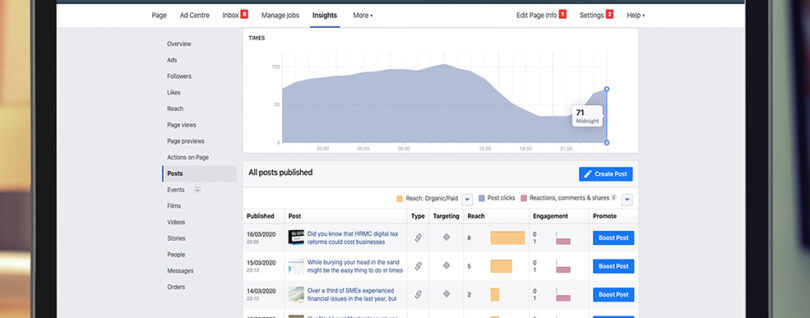 Page Ad Centre Inbox 8 Manage jobs Insights More Edit Page Info 1 Settings 2 Help
Overview
Ads
Followers
Likes
Reach
Page views
Page previews
Actions on Page
Posts
Events
Films
Videos
Stories
People
Messages
Orders
TIMES
100
50
0
03:00 06:00 09:00 15:00 18:00 21:00
71
Midnight
All posts published
Create Post
Reach: Organic/Paid Post clicks Reactions, comments & shares i
Published Post Type Targeting Reach Engagement Promote
16/03/2020
20:55
Did you know that HRMC digital tax
reforms could cost businesses
8
0
1
Boost Post
15/03/2020
23:10
While burying your head in the sand
might be the easy thing to do in times
5
0
1
Boost Post
14/03/2020
23:10
Over a third of SMEs experienced
financial issues in the last year, but
2
0
1
Boost Post